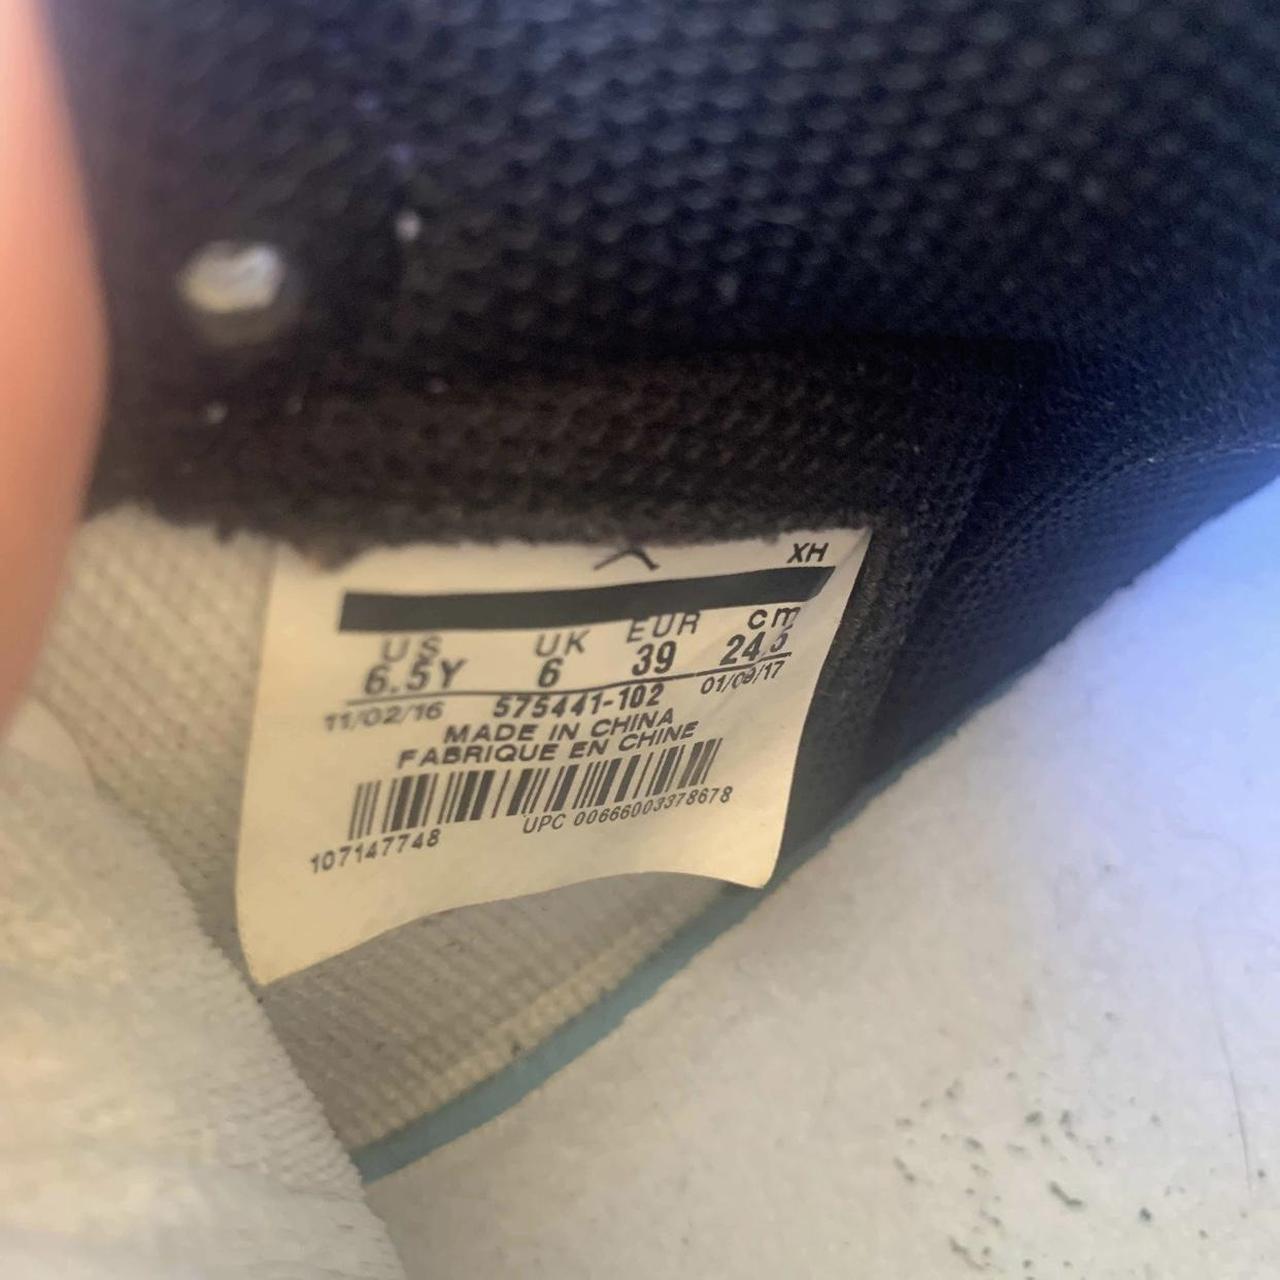 XH
US UK EUR cm
6.5Y 6 39 24.5
11/02/16 575441-102 01/09/17
MADE IN CHINA
FABRIQUE EN CHINE
UPC 00666003378678
107147748